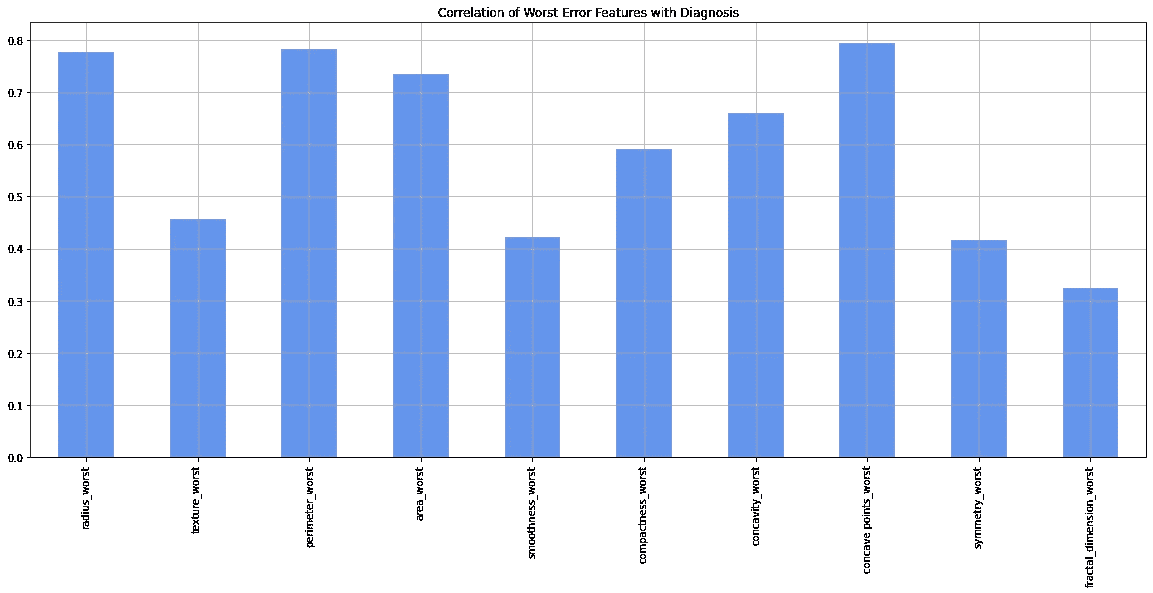 Correlation of Worst Error Features with Diagnosis
0.8
0.7
0.6
0.5
0.4
0.3
0.2
0.1
0.0
radius_worst
texture_worst
perimeter_worst
area_worst
smoothness_worst
compactness_worst
concavity_worst
concave points_worst
symmetry_worst
fractal_dimension_worst